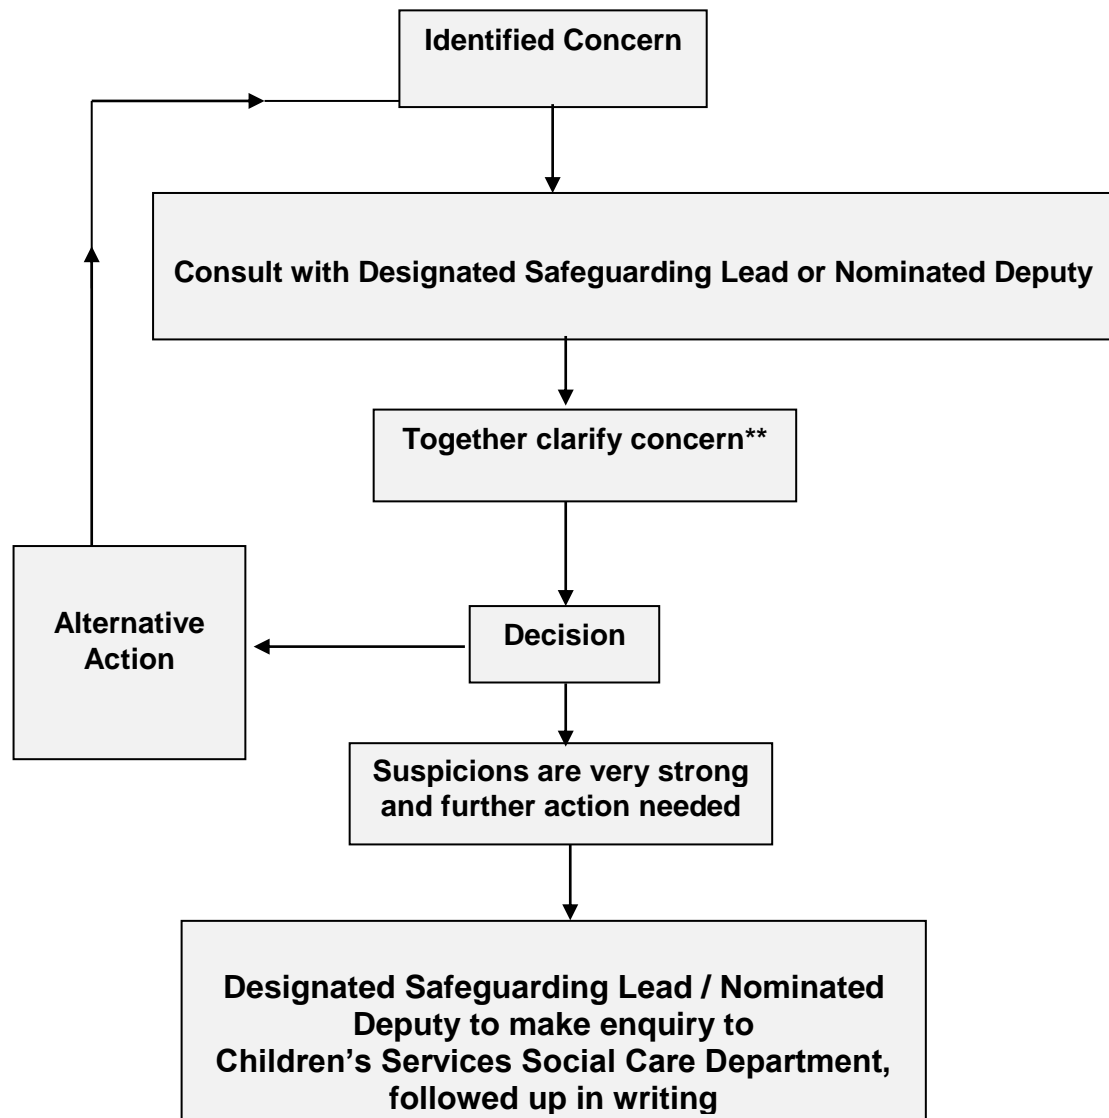 Identified Concern
Consult with Designated Safeguarding Lead or Nominated Deputy
Together clarify concern**
Alternative
Action
Decision
Suspicions are very strong
and further action needed
Designated Safeguarding Lead / Nominated
Deputy to make enquiry to
Children’s Services Social Care Department,
followed up in writing